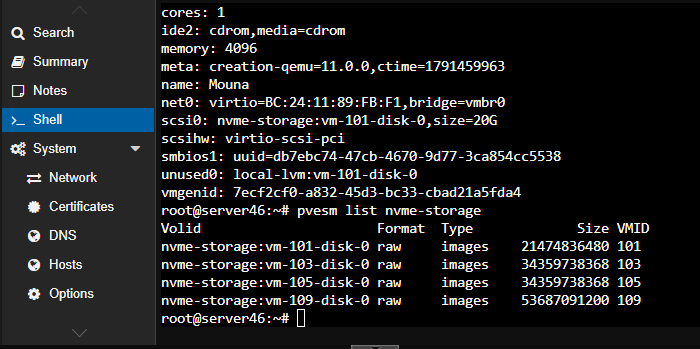 Search
Summary
Notes
Shell
System
Network
Certificates
DNS
Hosts
Options
cores: 1
ide2: cdrom,media=cdrom
memory: 4096
meta: creation-qemu=11.0.0,ctime=1791459963
name: Mouna
net0: virtio=BC:24:11:89:FB:F1,bridge=vmbr0
scsi0: nvme-storage:vm-101-disk-0,size=20G
scsihw: virtio-scsi-pci
smbios1: uuid=db7ebc74-47cb-4670-9d77-3ca854cc5538
unused0: local-lvm:vm-101-disk-0
vmgenid: 7ecf2cf0-a832-45d3-bc33-cbad21a5fda4
root@server46:~# pvesm list nvme-storage
Volid Format Type Size VMID
nvme-storage:vm-101-disk-0 raw images 21474836480 101
nvme-storage:vm-103-disk-0 raw images 34359738368 103
nvme-storage:vm-105-disk-0 raw images 34359738368 105
nvme-storage:vm-109-disk-0 raw images 53687091200 109
root@server46:~#